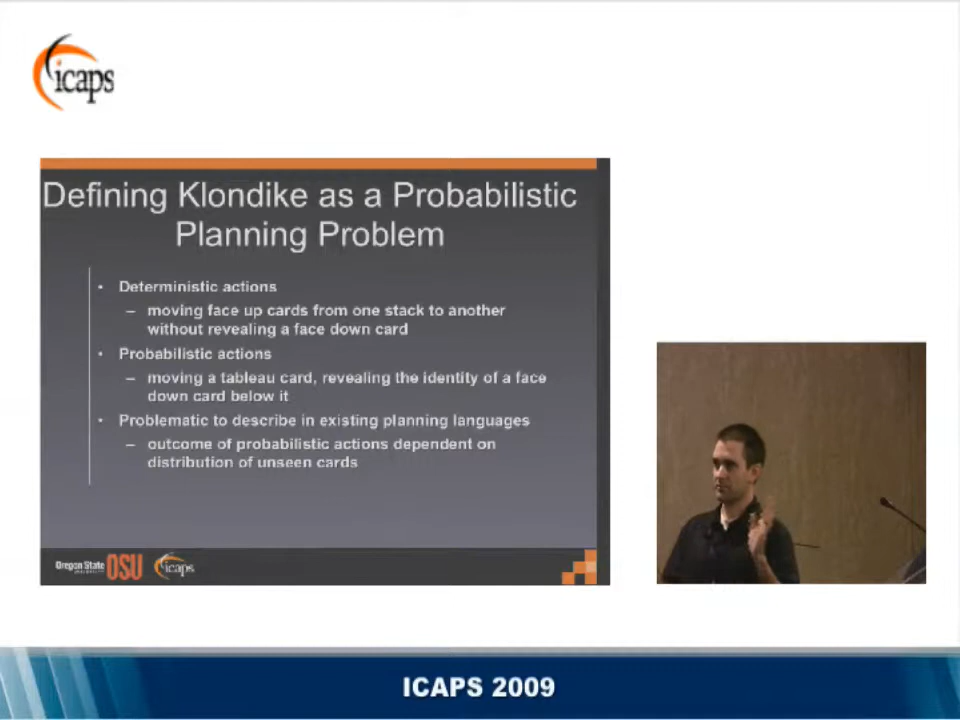 icaps
Defining Klondike as a Probabilistic
Planning Problem
• Deterministic actions
– moving face up cards from one stack to another
without revealing a face down card
• Probabilistic actions
– moving a tableau card, revealing the identity of a face
down card below it
• Problematic to describe in existing planning languages
– outcome of probabilistic actions dependent on
distribution of unseen cards
Oregon State OSU icaps
ICAPS 2009